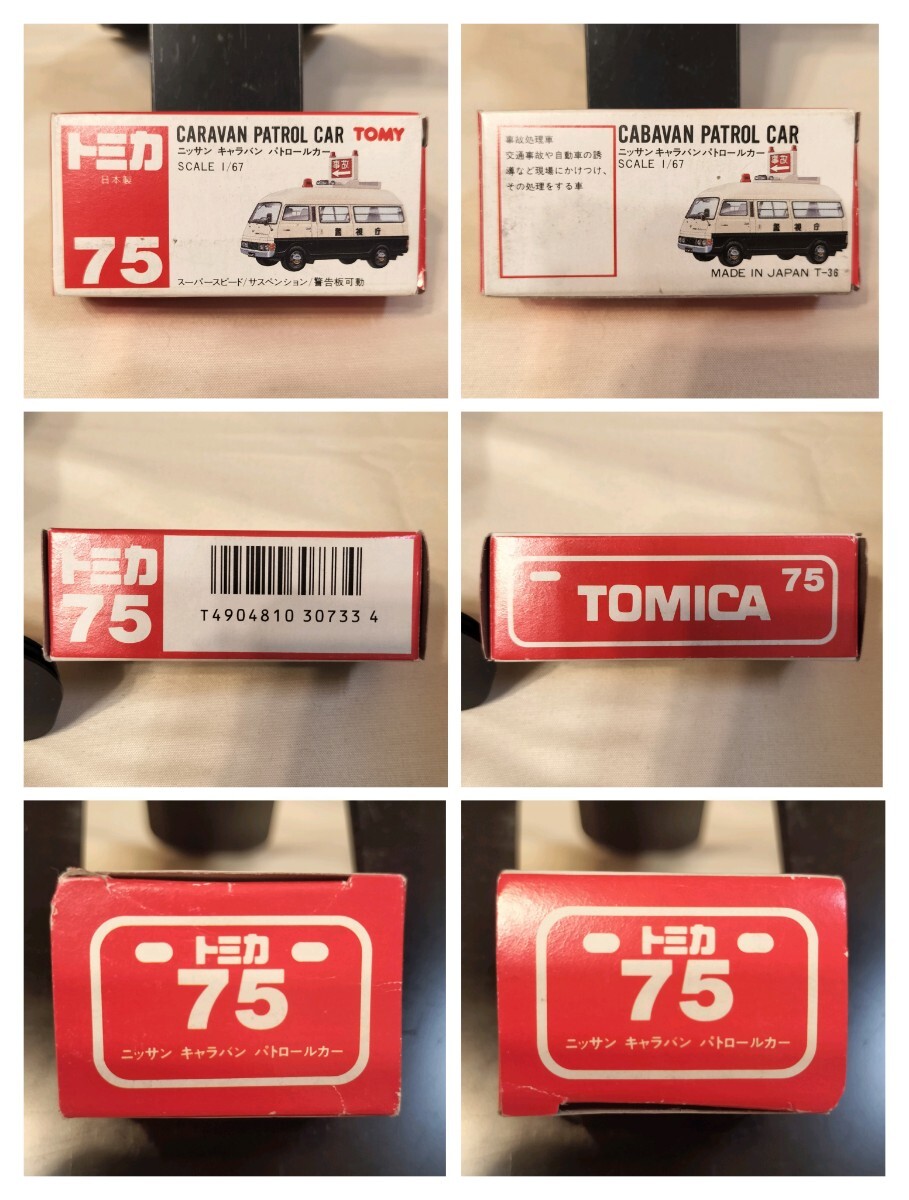 トミカ
日本製
75
CARAVAN PATROL CAR TOMY
ニッサン キャラバン パトロールカー
SCALE 1/67
事故
警視庁
スーパースピード/サスペンション/警告板可動
事故処理車
交通事故や自動車の誘
導など現場にかけつけ、
その処理をする車
CABAVAN PATROL CAR
ニッサン キャラバン パトロールカー
SCALE 1/67
事故
警視庁
MADE IN JAPAN T-36
トミカ
75
T4904810 30733 4
TOMICA 75
トミカ
75
ニッサン キャラバン パトロールカー
トミカ
75
ニッサン キャラバン パトロールカー